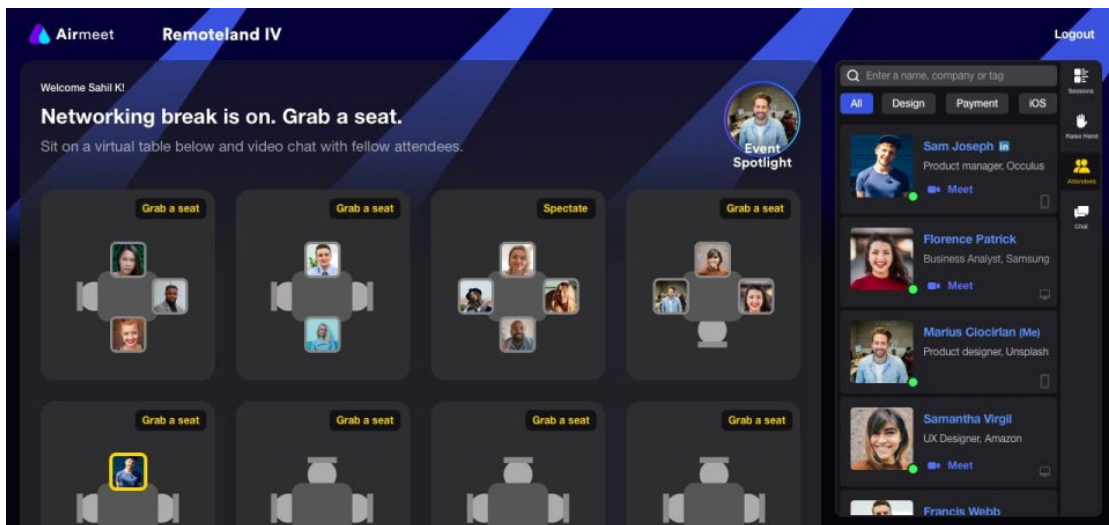 Airmeet
Remoteland IV
Logout
Welcome Sahil K!
Networking break is on. Grab a seat.
Sit on a virtual table below and video chat with fellow attendees.
Event
Spotlight
Grab a seat
Grab a seat
Spectate
Grab a seat
Grab a seat
Grab a seat
Grab a seat
Grab a seat
Enter a name, company or tag
All
Design
Payment
iOS
Sam Joseph in
Product manager, Occulus
Meet
Florence Patrick
Business Analyst, Samsung
Meet
Marius Ciocirlan (Me)
Product designer, Unsplash
Samantha Virgil
UX Designer, Amazon
Meet
Francis Webb
Sessions
Raise Hand
Attendees
Chat